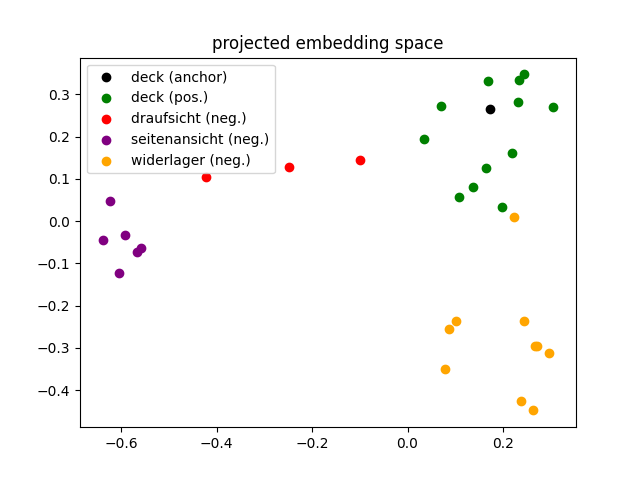 projected embedding space
deck (anchor)
deck (pos.)
draufsicht (neg.)
seitenansicht (neg.)
widerlager (neg.)
0.3
0.2
0.1
0.0
−0.1
−0.2
−0.3
−0.4
−0.6 −0.4 −0.2 0.0 0.2